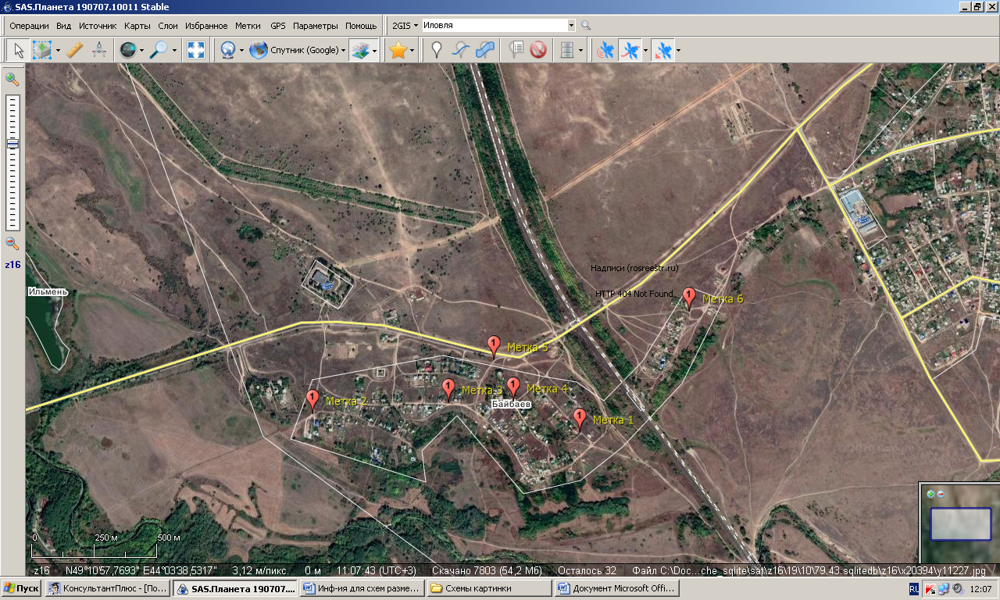 SAS.Планета 190707.10011 Stable
Операции Вид Источник Карты Слои Избранное Метки GPS Параметры Помощь 2GIS Иловля
Спутник (Google)
z16
Надписи (rosreestr.ru)
HTTP 404 Not Found
Ильмень
Метка 6
Метка 5
Метка 3
Метка 4
Метка 2
Байбаев
Метка 1
0 250 м 500 м
z16 N49°10'57,7693" E44°03'38,5317" 3,12 м/пикс. 0 м 11:07:43 (UTC+3) Скачано 7803 (54,2 Мб) Осталось 32 Файл C:\Doc...che_sqlite\sat\z16\19\10\79.43.sqlitedb\z16\x20394\y11227.jpg
Пуск КонсультантПлюс - [По... SAS.Планета 190707.... Инф-ия для схем разме... Схемы картинки Документ Microsoft Offi... RL 12:07